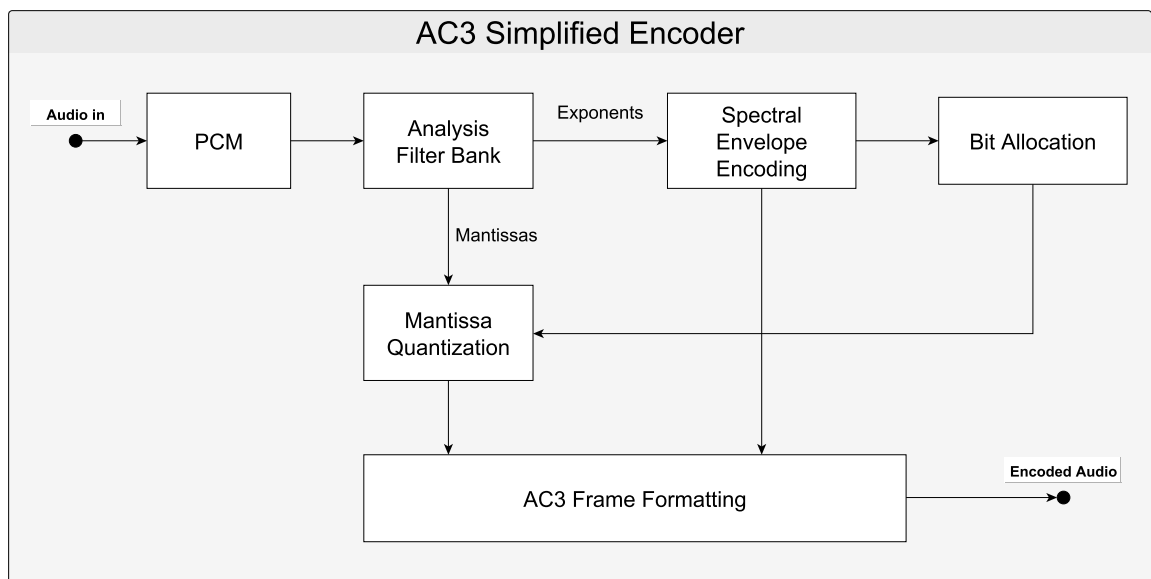 AC3 Simplified Encoder
Audio in
PCM
Analysis
Filter Bank
Exponents
Spectral
Envelope
Encoding
Bit Allocation
Mantissas
Mantissa
Quantization
AC3 Frame Formatting
Encoded Audio